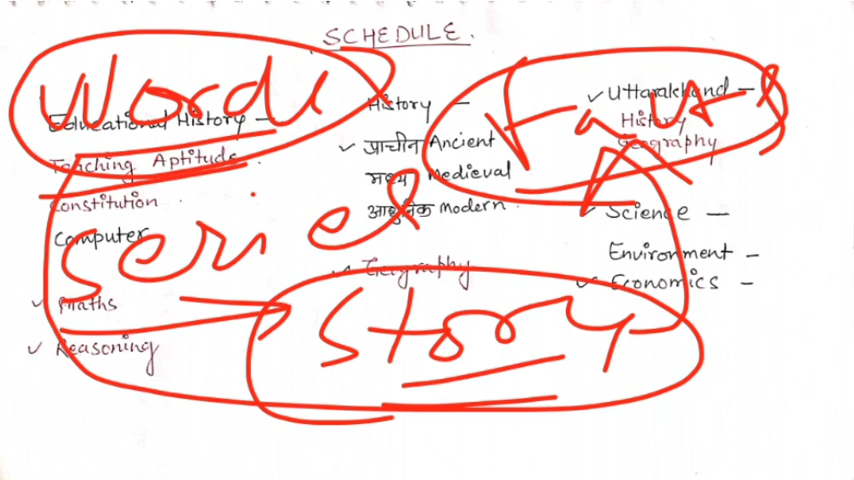 SCHEDULE.
Educational History -
Teaching Aptitude.
Constitution
Computer
✓ Maths
✓ Reasoning
History -
✓ प्राचीन Ancient
मध्य Medieval
आधुनिक Modern
✓ Geography
✓ Uttarakhand -
History
Geography
✓ Science -
Environment -
✓ Economics -
Words
Facts
Series
Story